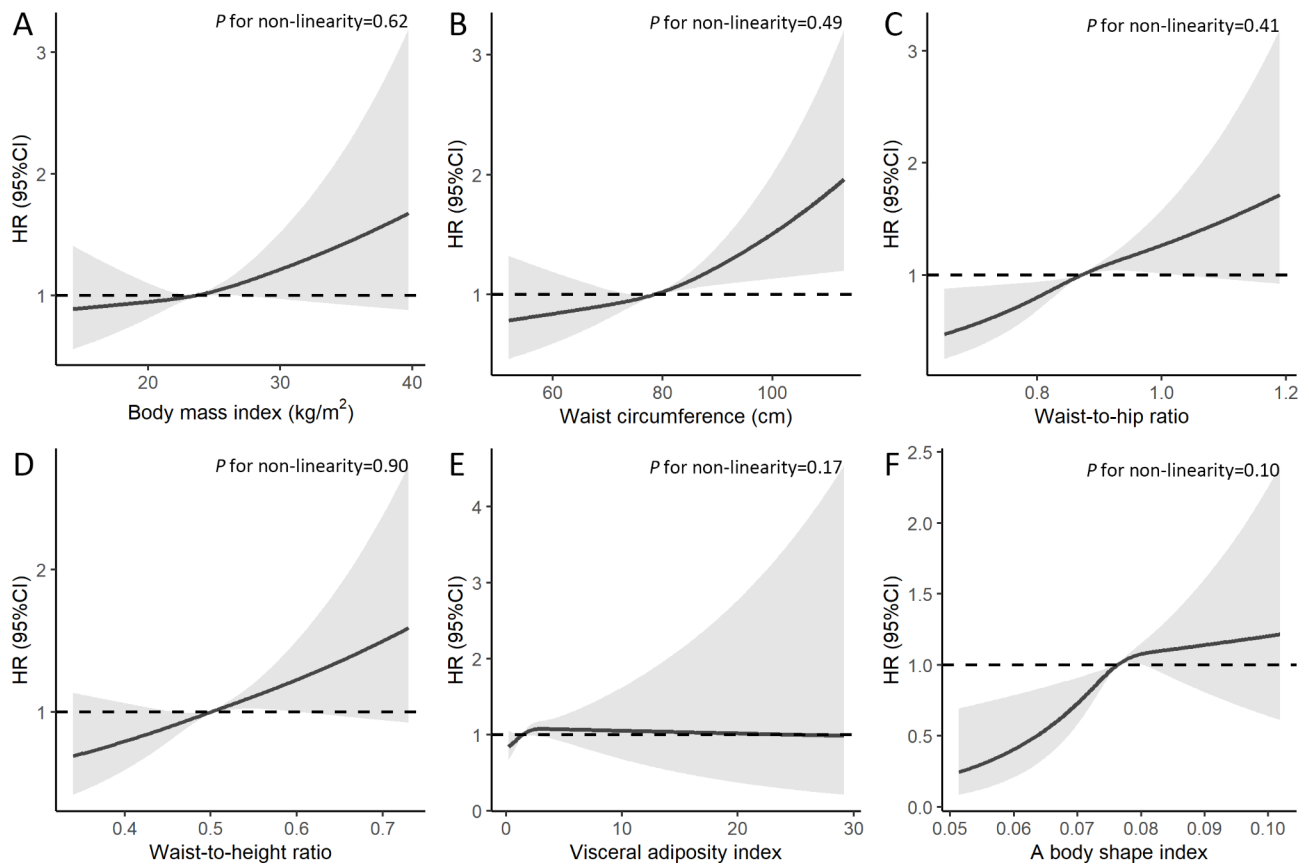 A
P for non-linearity=0.62
3
2
1
HR (95%CI)
20
30
40
Body mass index (kg/m²)
B
P for non-linearity=0.49
3
2
1
HR (95%CI)
60
80
100
Waist circumference (cm)
C
P for non-linearity=0.41
3
2
1
HR (95%CI)
0.8
1.0
1.2
Waist-to-hip ratio
D
P for non-linearity=0.90
2
1
HR (95%CI)
0.4
0.5
0.6
0.7
Waist-to-height ratio
E
P for non-linearity=0.17
4
3
2
1
0
HR (95%CI)
0
10
20
30
Visceral adiposity index
F
P for non-linearity=0.10
2.5
2.0
1.5
1.0
0.5
0.0
HR (95%CI)
0.05
0.06
0.07
0.08
0.09
0.10
A body shape index